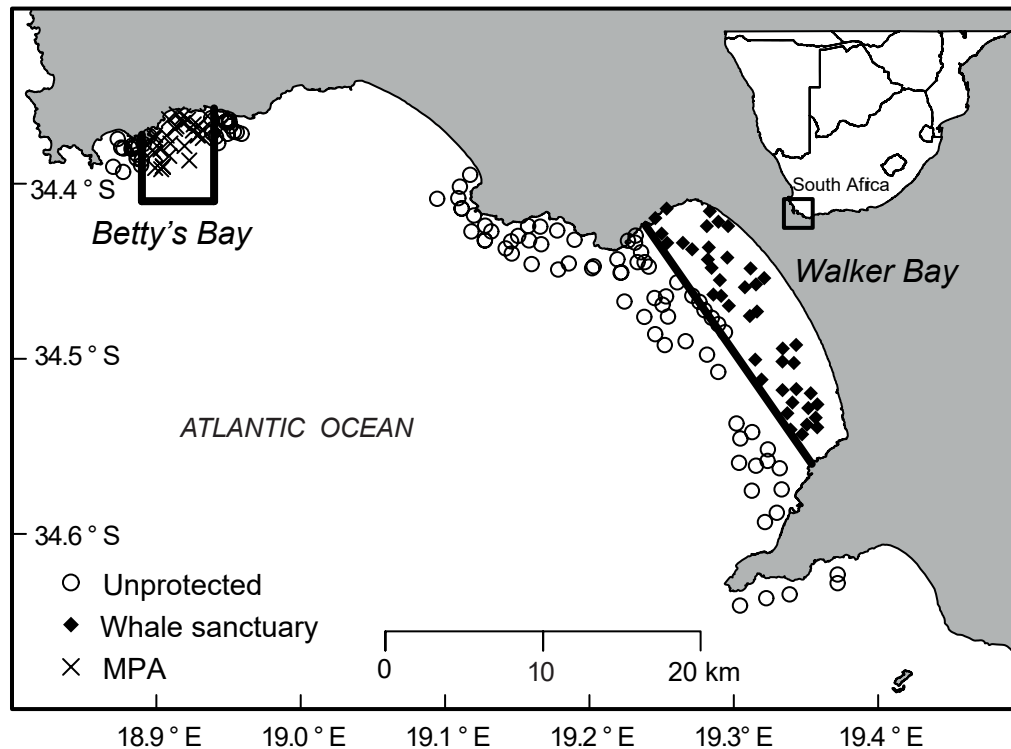 South Africa
34.4 ° S
Betty's Bay
Walker Bay
34.5 ° S
ATLANTIC OCEAN
34.6 ° S
Unprotected
Whale sanctuary
MPA
0 10 20 km
18.9 ° E 19.0 ° E 19.1 ° E 19.2 ° E 19.3 ° E 19.4 ° E